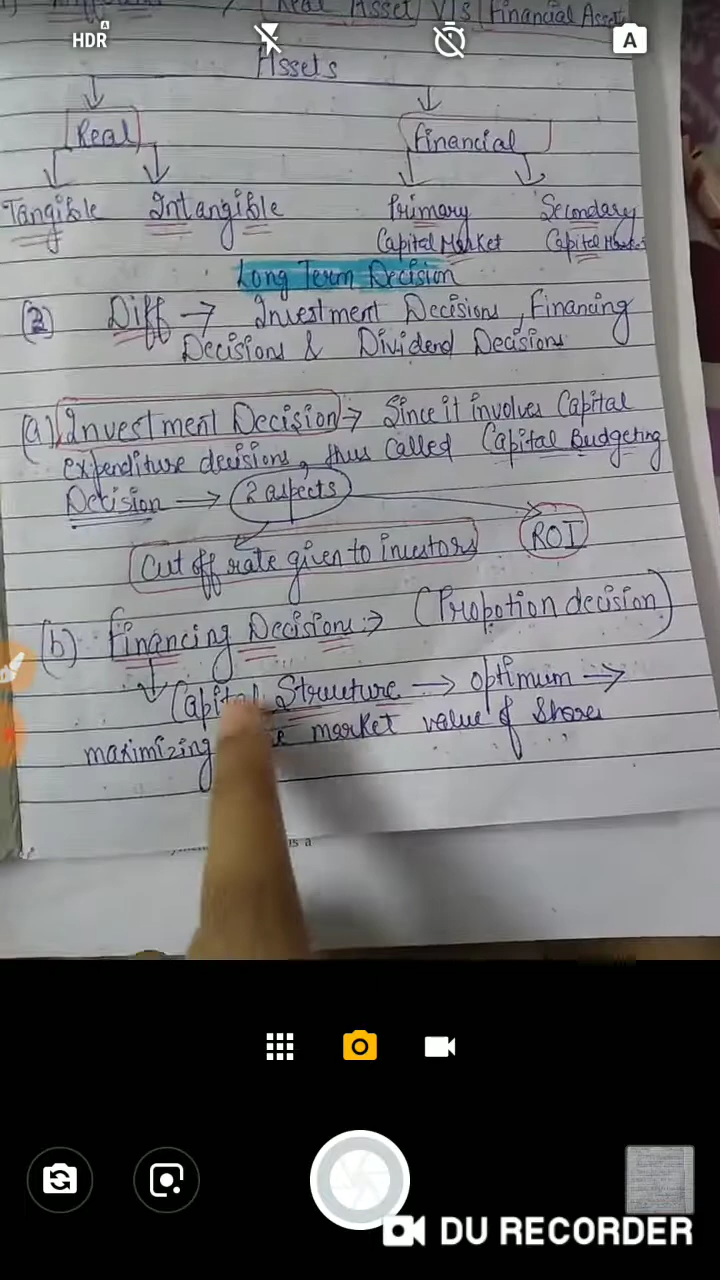 Real Asset V/s Financial Asset
HDR A
A
Assets
Real
Financial
Tangible Intangible Primary Secondary
Capital Market Capital Market
Long Term Decision
(2) Diff → Investment Decisions, Financing
Decisions & Dividend Decisions
(a) Investment Decision → Since it involves Capital
expenditure decisions, thus called Capital Budgeting
Decision → 2 aspects
Cut off rate given to investors ROI
(b) Financing Decision :→ (Propotion decision)
Capital Structure → optimum →
maximizing market value of Shares
is a
DU RECORDER